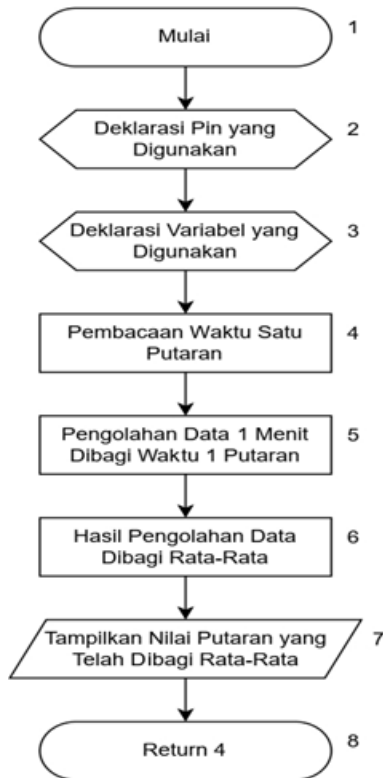 Mulai
1
Deklarasi Pin yang
Digunakan
2
Deklarasi Variabel yang
Digunakan
3
Pembacaan Waktu Satu
Putaran
4
Pengolahan Data 1 Menit
Dibagi Waktu 1 Putaran
5
Hasil Pengolahan Data
Dibagi Rata-Rata
6
Tampilkan Nilai Putaran yang
Telah Dibagi Rata-Rata
7
Return 4
8